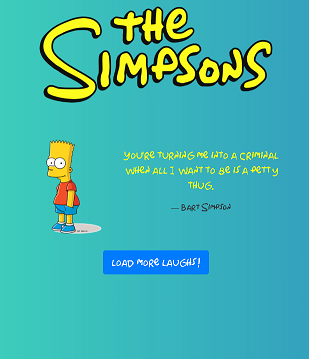 THE
SIMPSONS
YOU'RE TURNING ME INTO A CRIMINAL
WHEN ALL I WANT TO BE IS A PETTY
THUG.
— BART SIMPSON
LOAD MORE LAUGHS!